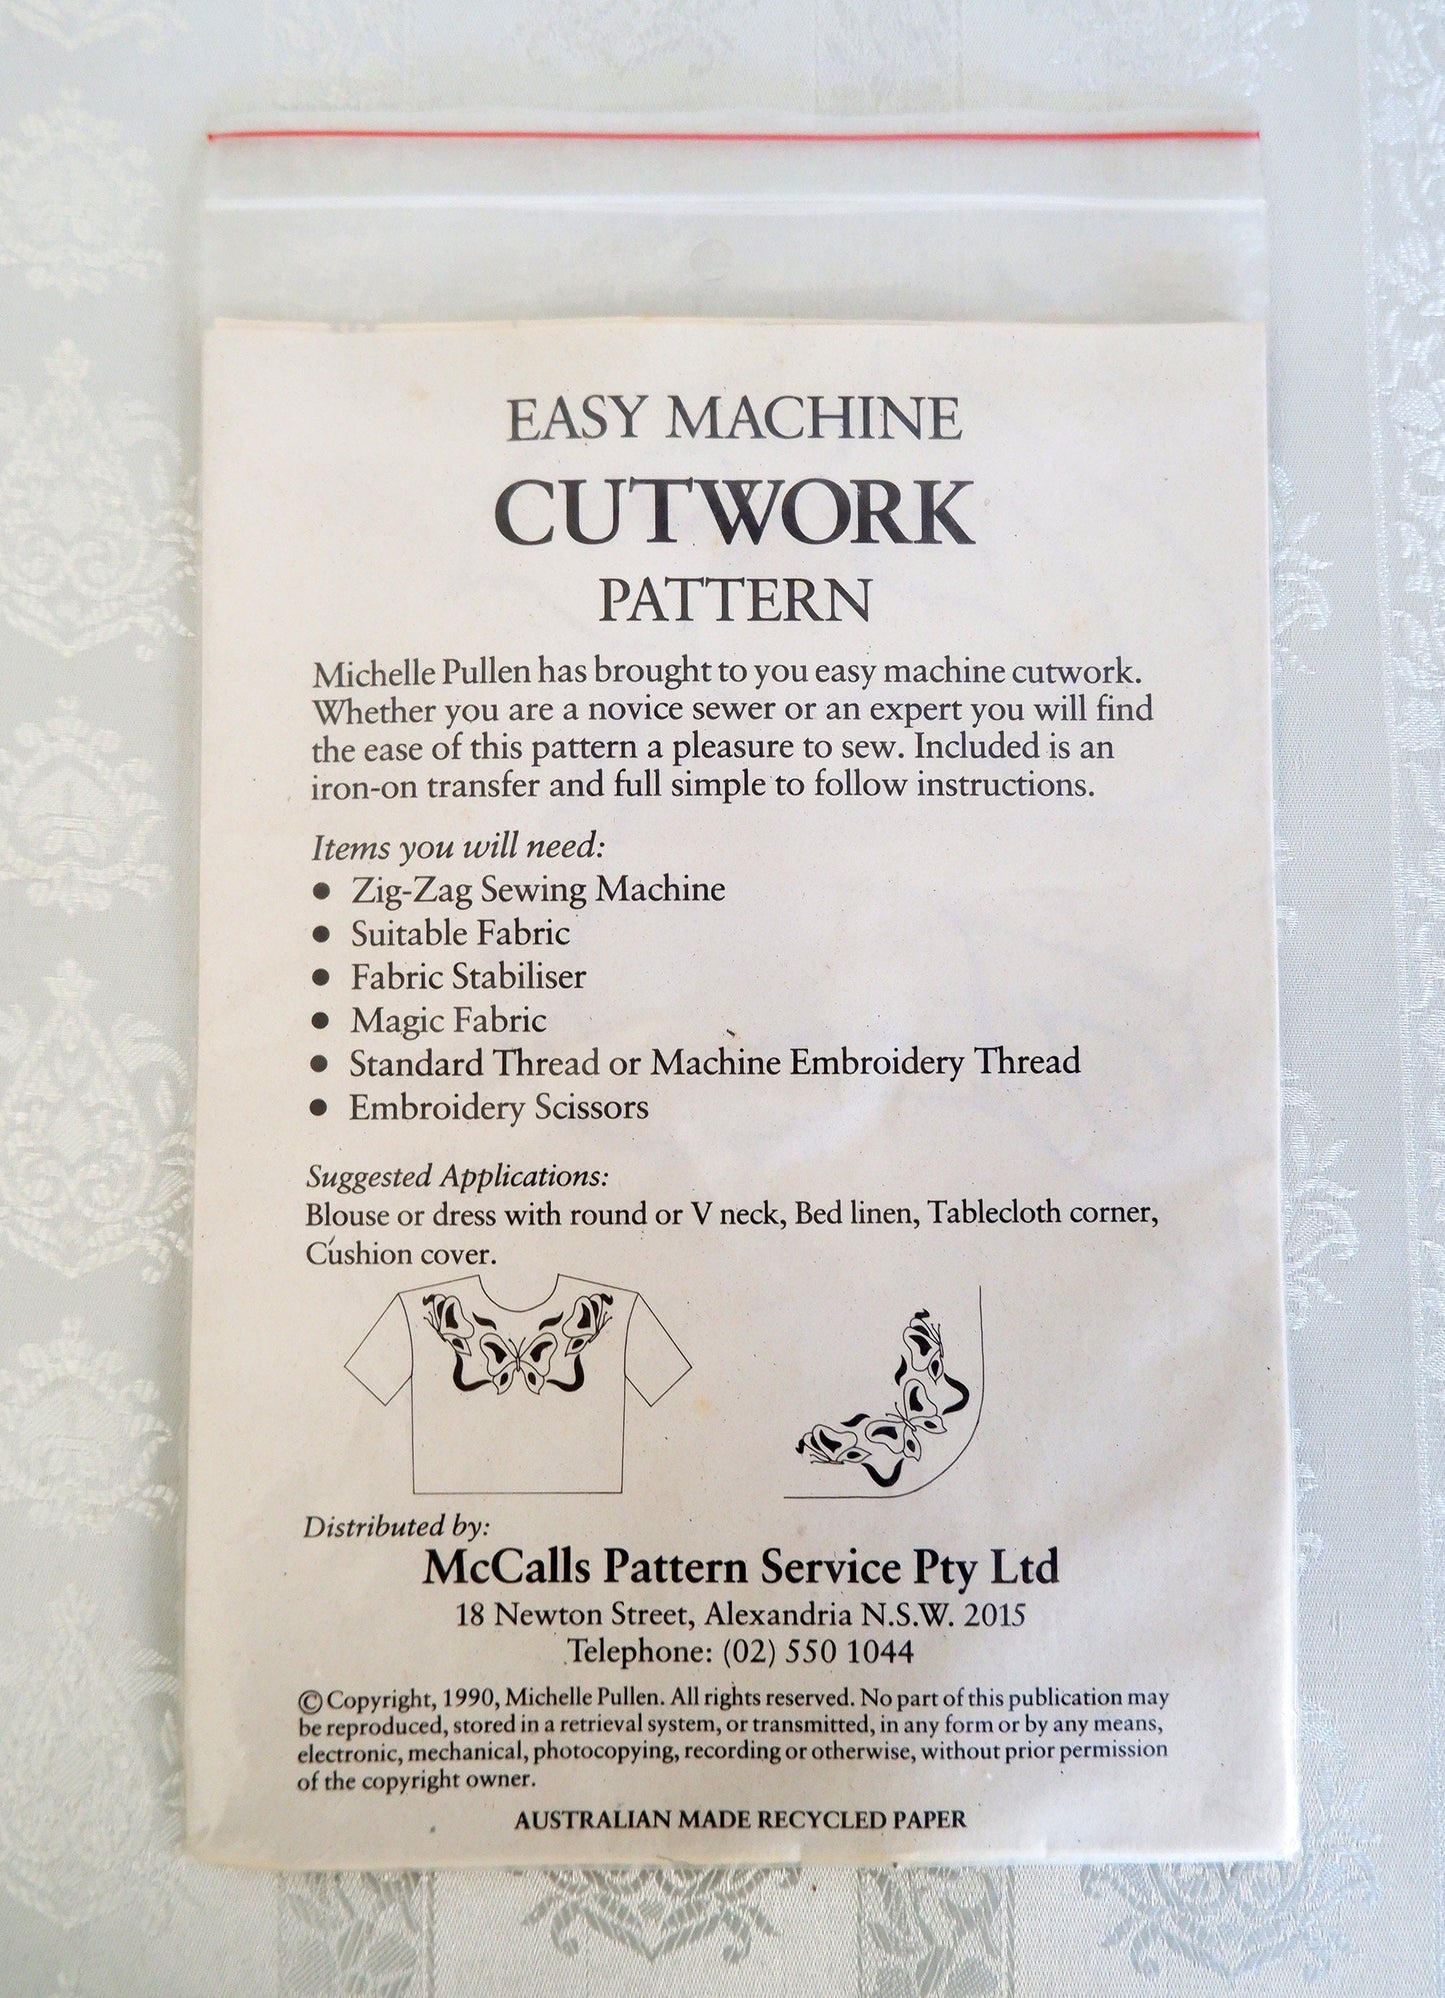 EASY MACHINE
CUTWORK
PATTERN
Michelle Pullen has brought to you easy machine cutwork.
Whether you are a novice sewer or an expert you will find
the ease of this pattern a pleasure to sew. Included is an
iron-on transfer and full simple to follow instructions.
Items you will need:
● Zig-Zag Sewing Machine
● Suitable Fabric
● Fabric Stabiliser
● Magic Fabric
● Standard Thread or Machine Embroidery Thread
● Embroidery Scissors
Suggested Applications:
Blouse or dress with round or V neck, Bed linen, Tablecloth corner,
Cushion cover.
Distributed by:
McCalls Pattern Service Pty Ltd
18 Newton Street, Alexandria N.S.W. 2015
Telephone: (02) 550 1044
© Copyright, 1990, Michelle Pullen. All rights reserved. No part of this publication may
be reproduced, stored in a retrieval system, or transmitted, in any form or by any means,
electronic, mechanical, photocopying, recording or otherwise, without prior permission
of the copyright owner.
AUSTRALIAN MADE RECYCLED PAPER